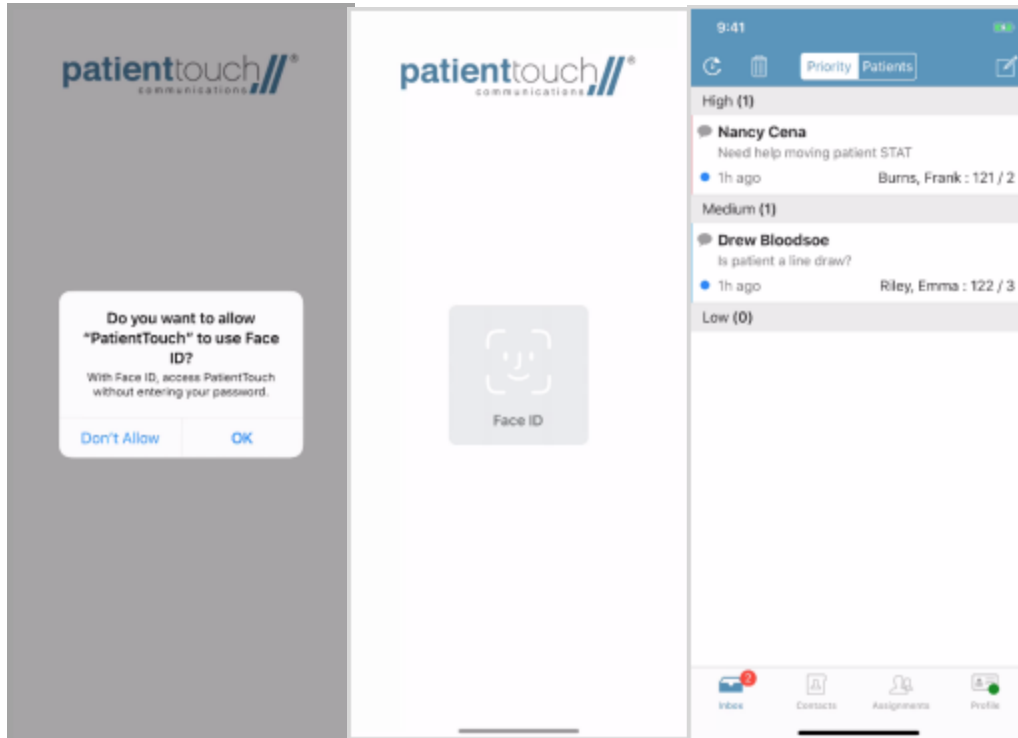 patienttouch®
communications
Do you want to allow
“PatientTouch” to use Face
ID?
With Face ID, access PatientTouch
without entering your password.
Don't Allow
OK
patienttouch®
communications
Face ID
9:41
Priority
Patients
High (1)
Nancy Cena
Need help moving patient STAT
1h ago
Burns, Frank : 121 / 2
Medium (1)
Drew Bloodsoe
Is patient a line draw?
1h ago
Riley, Emma : 122 / 3
Low (0)
2
Inbox
Contacts
Assignments
Profile